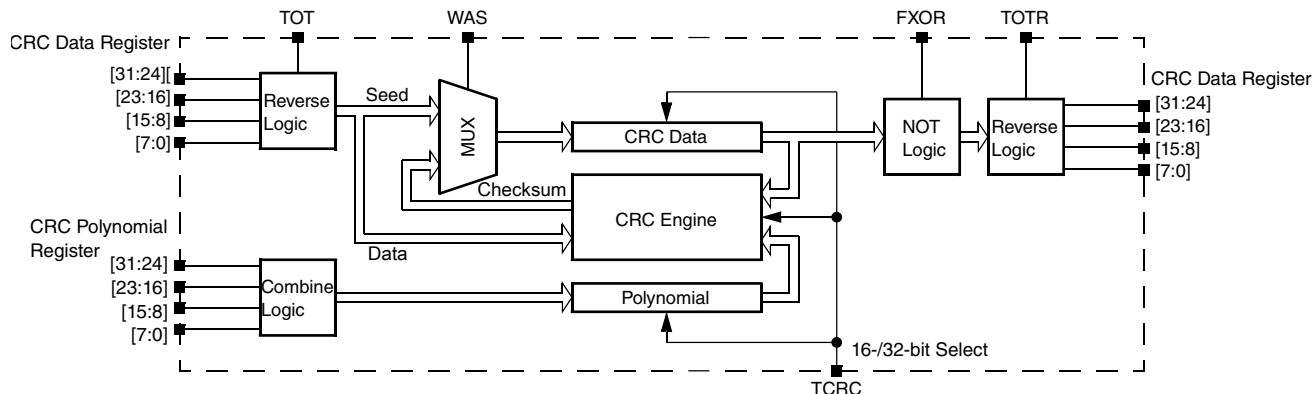 TOT
WAS
FXOR
TOTR
CRC Data Register
[31:24][
[23:16]
[15:8]
[7:0]
Reverse
Logic
Seed
MUX
CRC Data
NOT
Logic
Reverse
Logic
CRC Data Register
[31:24]
[23:16]
[15:8]
[7:0]
Checksum
CRC Engine
Data
CRC Polynomial
Register
[31:24]
[23:16]
[15:8]
[7:0]
Combine
Logic
Polynomial
16-/32-bit Select
TCRC